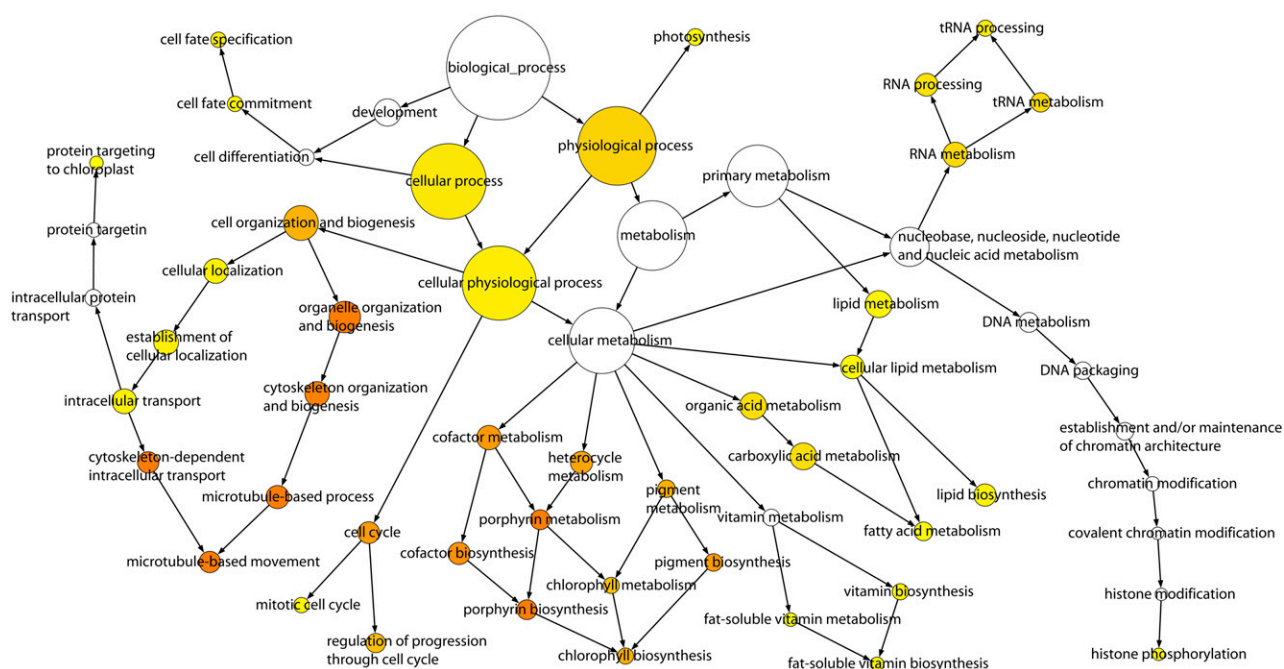 cell fate specification
biological_process
photosynthesis
tRNA processing
cell fate commitment
development
RNA processing
tRNA metabolism
protein targeting
to chloroplast
cell differentiation
physiological process
RNA metabolism
cellular process
primary metabolism
protein targetin
cell organization and biogenesis
metabolism
nucleobase, nucleoside, nucleotide
and nucleic acid metabolism
cellular localization
cellular physiological process
intracellular protein
transport
organelle organization
and biogenesis
lipid metabolism
DNA metabolism
establishment of
cellular localization
cellular metabolism
cellular lipid metabolism
DNA packaging
intracellular transport
cytoskeleton organization
and biogenesis
organic acid metabolism
establishment and/or maintenance
of chromatin architecture
cofactor metabolism
cytoskeleton-dependent
intracellular transport
heterocycle
metabolism
carboxylic acid metabolism
chromatin modification
microtubule-based process
pigment
metabolism
lipid biosynthesis
porphyrin metabolism
vitamin metabolism
fatty acid metabolism
covalent chromatin modification
cell cycle
microtubule-based movement
cofactor biosynthesis
pigment biosynthesis
chlorophyll metabolism
vitamin biosynthesis
histone modification
mitotic cell cycle
porphyrin biosynthesis
fat-soluble vitamin metabolism
regulation of progression
through cell cycle
chlorophyll biosynthesis
fat-soluble vitamin biosynthesis
histone phosphorylation